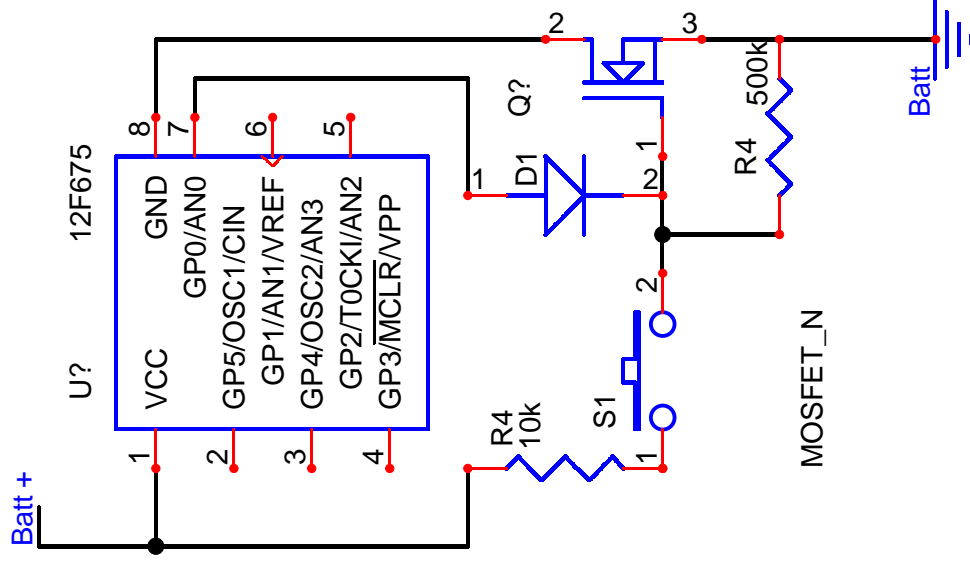 Batt +
U?
12F675
VCC
GND
GP0/AN0
GP5/OSC1/CIN
GP1/AN1/VREF
GP4/OSC2/AN3
GP2/T0CKI/AN2
GP3/MCLR/VPP
8
7
6
5
1
2
3
4
2
3
Q?
1
1
D1
2
500k
R4
Batt
2
S1
1
R4
10k
MOSFET_N